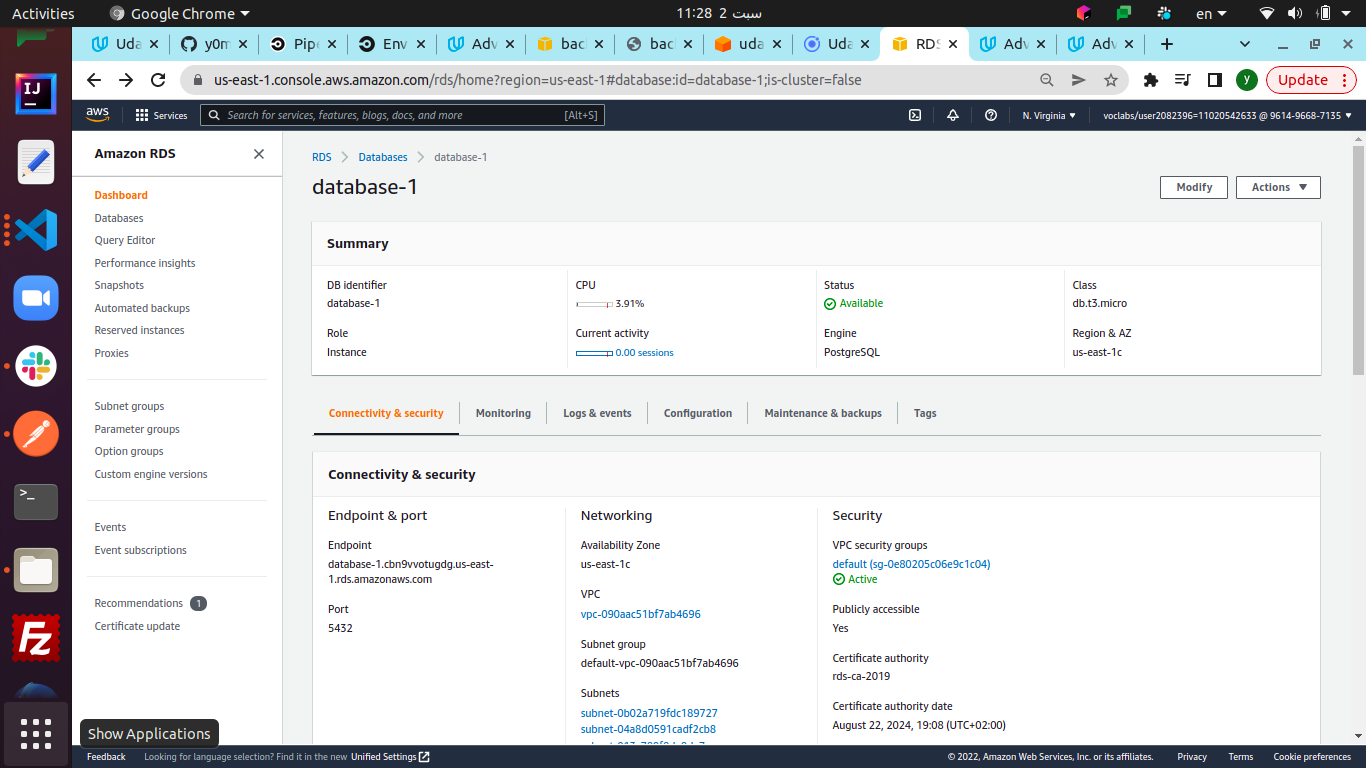 Activities
Google Chrome
11:28 2 سبت
en
Uda
y0m
Pipe
Env
Adv
bac
bac
uda
Uda
RDS
Adv
Adv
us-east-1.console.aws.amazon.com/rds/home?region=us-east-1#database:id=database-1;is-cluster=false
y
Update
aws
Services
Search for services, features, blogs, docs, and more
[Alt+S]
N. Virginia
voclabs/user2082396=11020542633 @ 9614-9668-7135
Amazon RDS
Dashboard
Databases
Query Editor
Performance insights
Snapshots
Automated backups
Reserved instances
Proxies
Subnet groups
Parameter groups
Option groups
Custom engine versions
Events
Event subscriptions
Recommendations 1
Certificate update
RDS
Databases
database-1
database-1
Modify
Actions
Summary
DB identifier
database-1
CPU
3.91%
Status
Available
Class
db.t3.micro
Role
Instance
Current activity
0.00 sessions
Engine
PostgreSQL
Region & AZ
us-east-1c
Connectivity & security
Monitoring
Logs & events
Configuration
Maintenance & backups
Tags
Connectivity & security
Endpoint & port
Endpoint
database-1.cbn9vvotugdg.us-east-
1.rds.amazonaws.com
Port
5432
Networking
Availability Zone
us-east-1c
VPC
vpc-090aac51bf7ab4696
Subnet group
default-vpc-090aac51bf7ab4696
Subnets
subnet-0b02a719fdc189727
subnet-04a8d0591cadf2cb8
Security
VPC security groups
default (sg-0e80205c06e9c1c04)
Active
Publicly accessible
Yes
Certificate authority
rds-ca-2019
Certificate authority date
August 22, 2024, 19:08 (UTC+02:00)
IJ
>_
Fz
Show Applications
Feedback
Looking for language selection? Find it in the new Unified Settings
© 2022, Amazon Web Services, Inc. or its affiliates.
Privacy
Terms
Cookie preferences